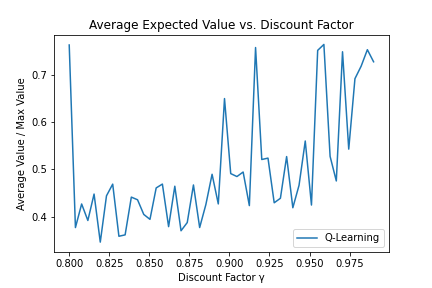 Average Expected Value vs. Discount Factor
Average Value / Max Value
0.7
0.6
0.5
0.4
Q-Learning
0.800 0.825 0.850 0.875 0.900 0.925 0.950 0.975
Discount Factor γ